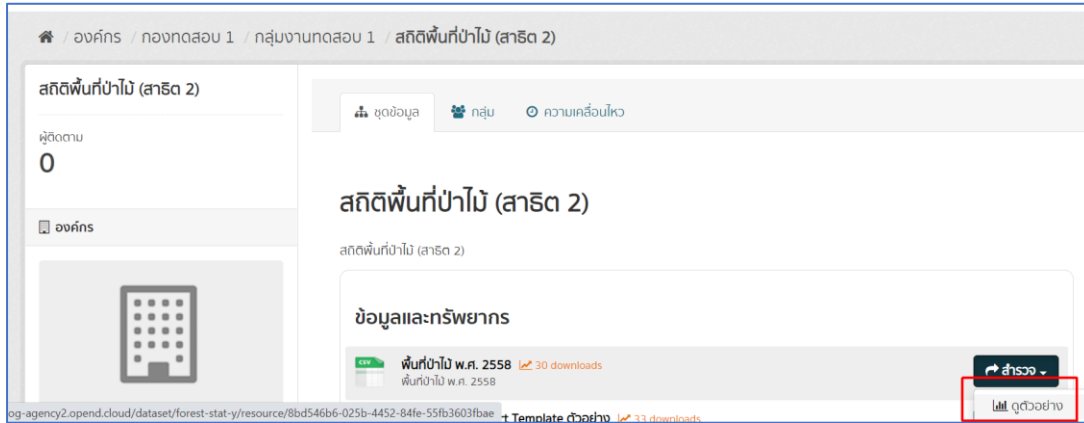 / องค์กร / กองทดสอบ 1 / กลุ่มงานทดสอบ 1 / สถิติพื้นที่ป่าไม้ (สาธิต 2)
สถิติพื้นที่ป่าไม้ (สาธิต 2)
ผู้ติดตาม
0
องค์กร
ชุดข้อมูล กลุ่ม ความเคลื่อนไหว
สถิติพื้นที่ป่าไม้ (สาธิต 2)
สถิติพื้นที่ป่าไม้ (สาธิต 2)
ข้อมูลและทรัพยากร
CSV พื้นที่ป่าไม้ พ.ศ. 2558 30 downloads
พื้นที่ป่าไม้ พ.ศ. 2558
สำรวจ
ดูตัวอย่าง
og-agency2.opend.cloud/dataset/forest-stat-y/resource/8bd546b6-025b-4452-84fe-55fb3603fbae
t Template ตัวอย่าง 33 downloads